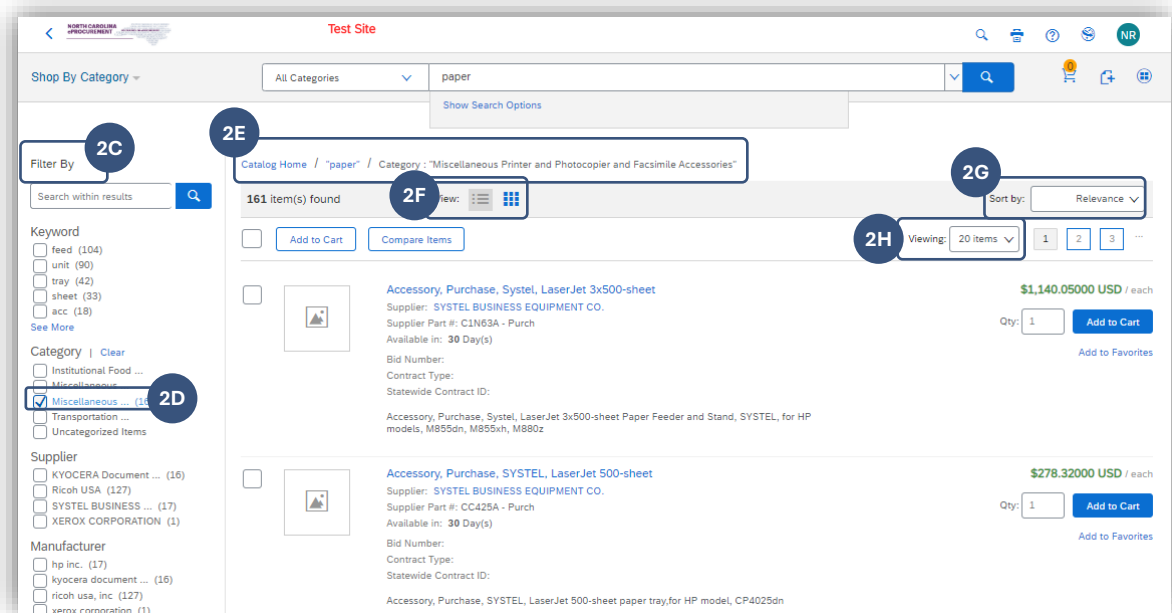 NORTH CAROLINA
ePROCUREMENT
Test Site
NR
Shop By Category
All Categories
paper
0
Show Search Options
2C
2E
Filter By
Catalog Home / "paper" / Category : "Miscellaneous Printer and Photocopier and Facsimile Accessories"
2G
Search within results
161 item(s) found
2F
View:
Sort by:
Relevance
Keyword
feed (104)
unit (90)
tray (42)
sheet (33)
acc (18)
See More
Add to Cart
Compare Items
2H
Viewing:
20 items
1
2
3
...
Category | Clear
Institutional Food ...
Miscellaneous
Miscellaneous ... (16
2D
Transportation ...
Uncategorized Items
Supplier
KYOCERA Document ... (16)
Ricoh USA (127)
SYSTEL BUSINESS ... (17)
XEROX CORPORATION (1)
Manufacturer
hp inc. (17)
kyocera document ... (16)
ricoh usa, inc (127)
xerox corporation (1)
Accessory, Purchase, Systel, LaserJet 3x500-sheet
Supplier: SYSTEL BUSINESS EQUIPMENT CO.
Supplier Part #: C1N63A - Purch
Available in: 30 Day(s)
Bid Number:
Contract Type:
Statewide Contract ID:
Accessory, Purchase, Systel, LaserJet 3x500-sheet Paper Feeder and Stand, SYSTEL, for HP
models, M855dn, M855xh, M880z
$1,140.05000 USD / each
Qty: 1
Add to Cart
Add to Favorites
Accessory, Purchase, SYSTEL, LaserJet 500-sheet
Supplier: SYSTEL BUSINESS EQUIPMENT CO.
Supplier Part #: CC425A - Purch
Available in: 30 Day(s)
Bid Number:
Contract Type:
Statewide Contract ID:
Accessory, Purchase, SYSTEL, LaserJet 500-sheet paper tray,for HP model, CP4025dn
$278.32000 USD / each
Qty: 1
Add to Cart
Add to Favorites